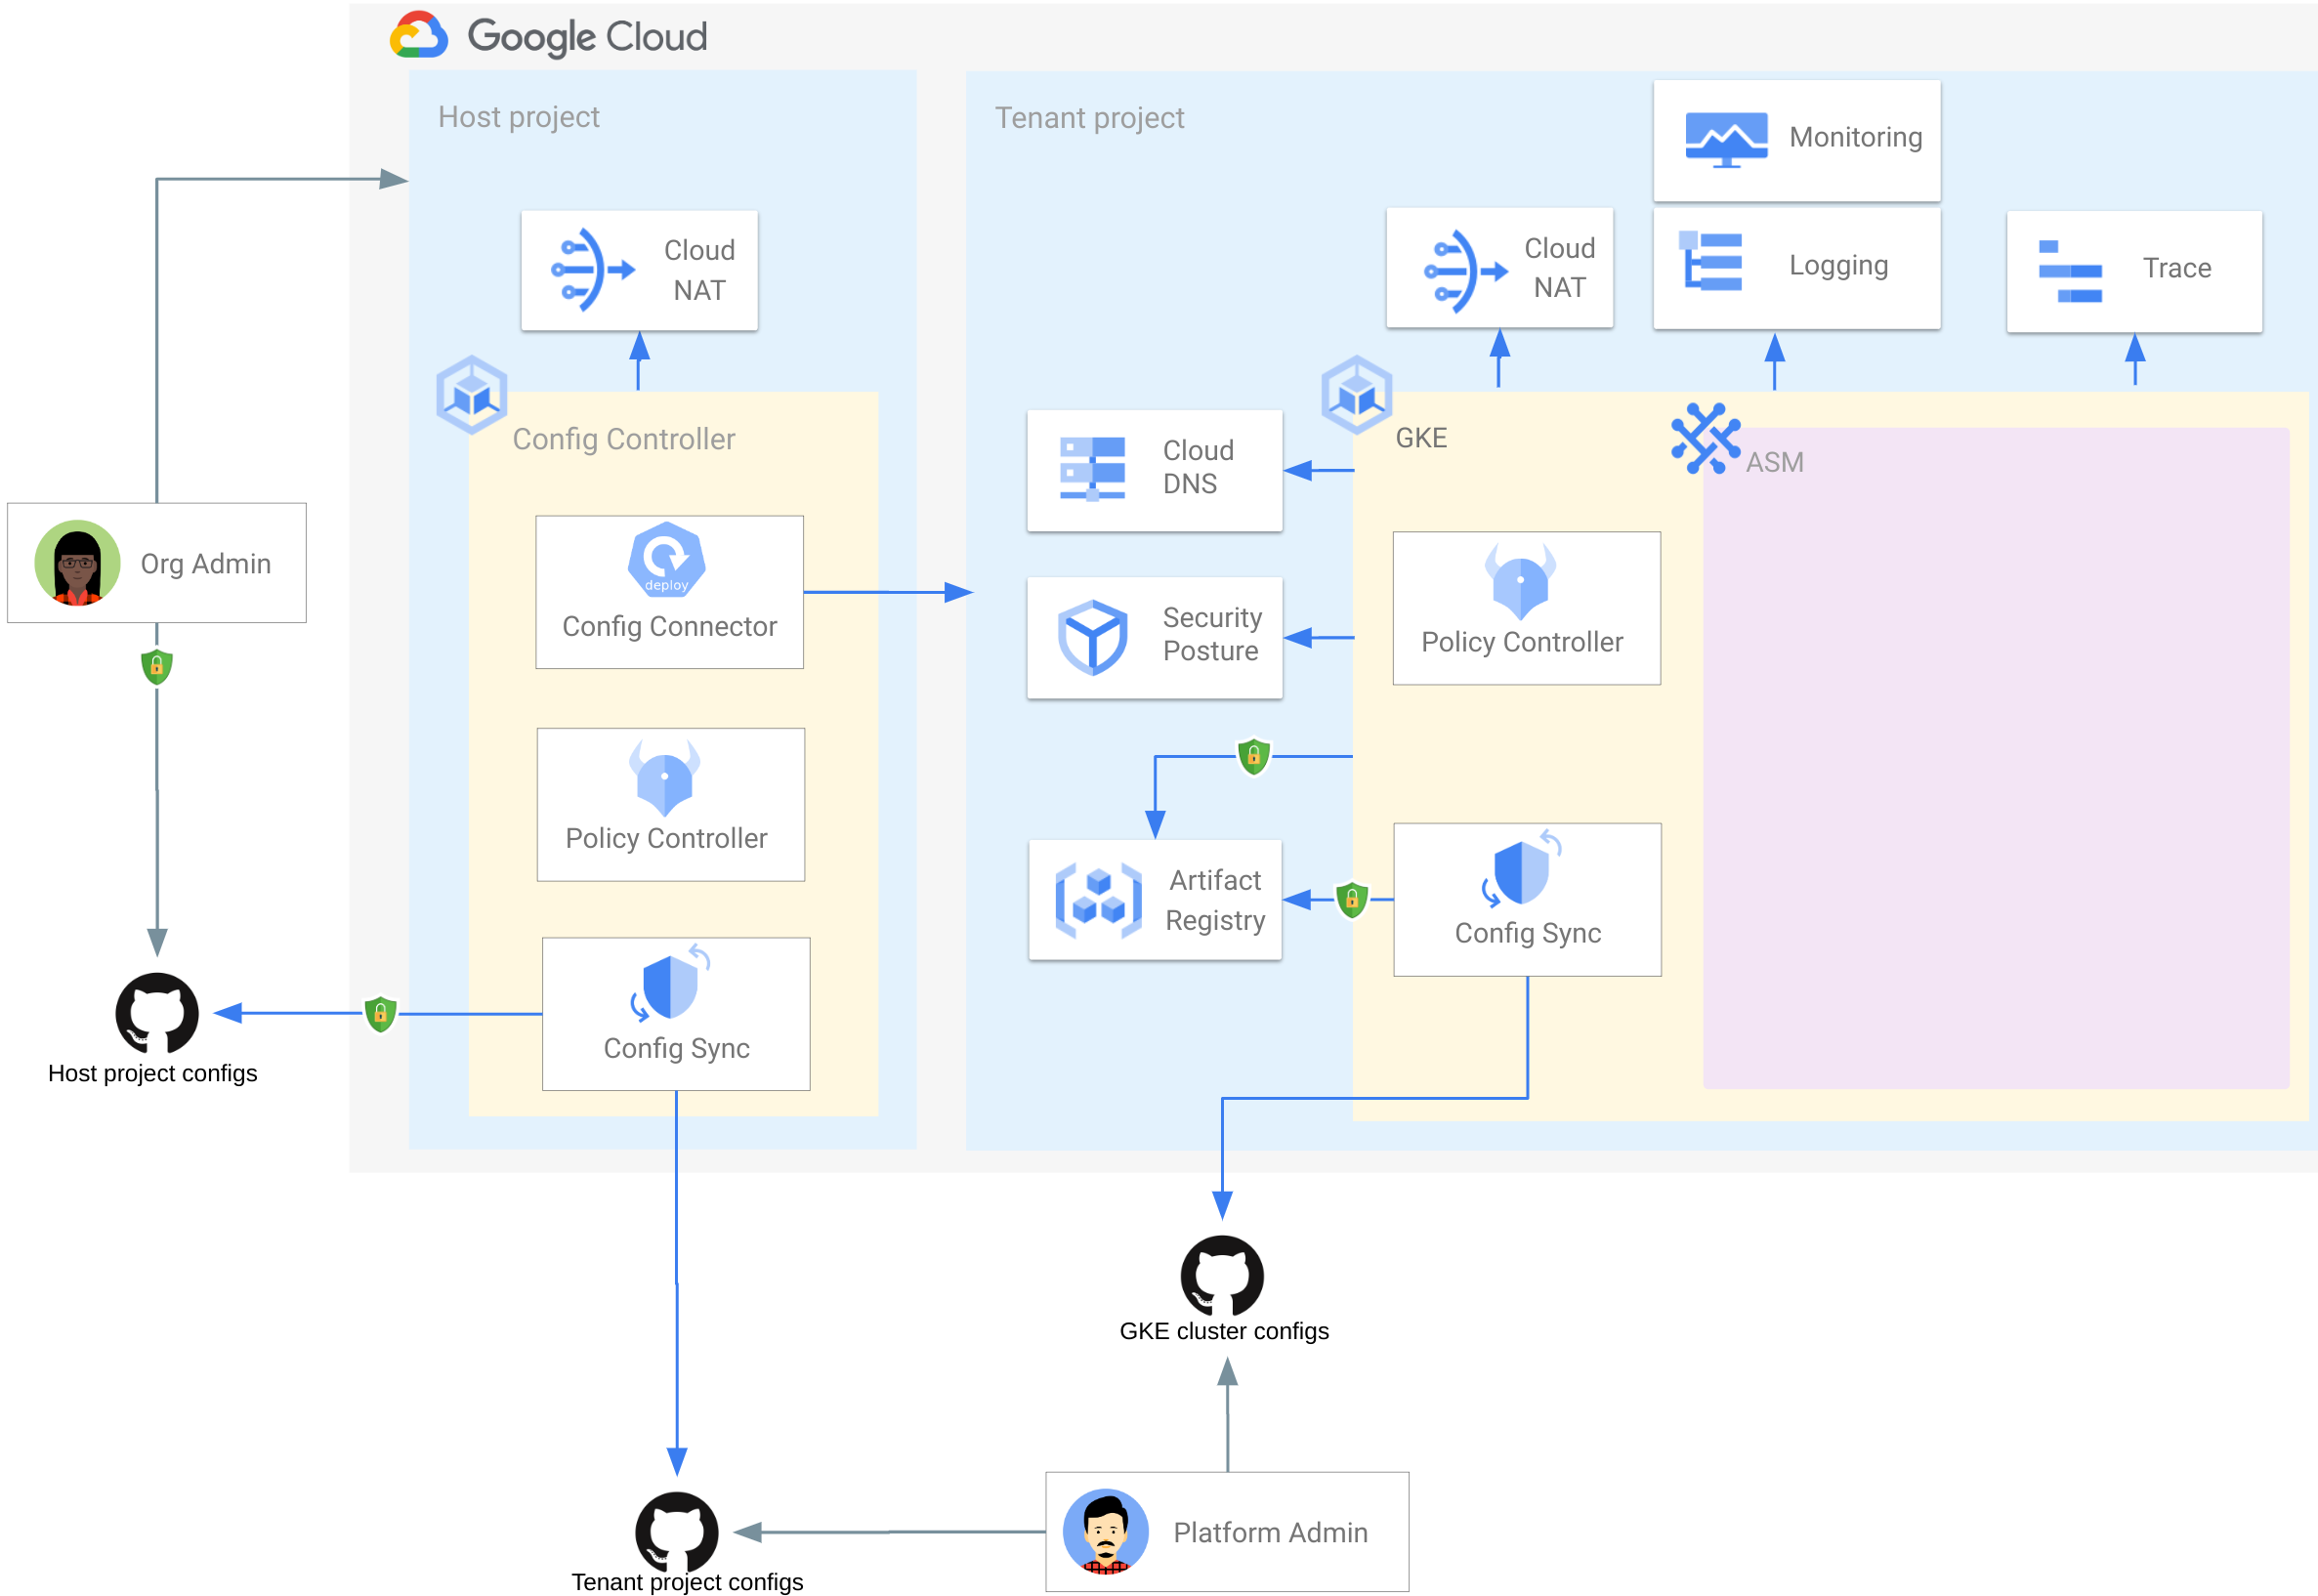 Google Cloud
Host project
Cloud
NAT
Config Controller
deploy
Config Connector
Policy Controller
Config Sync
Tenant project
Monitoring
Cloud
NAT
Logging
Trace
GKE
ASM
Cloud
DNS
Security
Posture
Policy Controller
Artifact
Registry
Config Sync
Org Admin
Host project configs
GKE cluster configs
Platform Admin
Tenant project configs